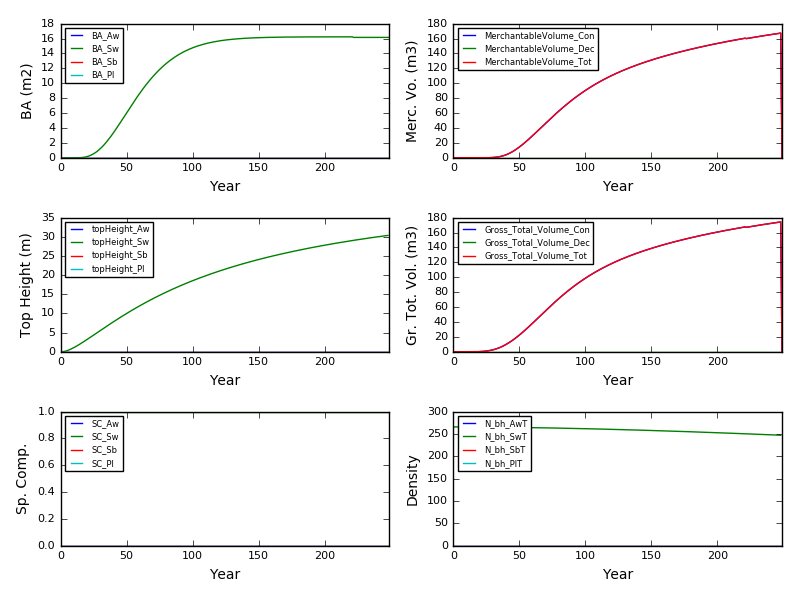 BA (m2)
18
16
14
12
10
8
6
4
2
0
BA_Aw
BA_Sw
BA_Sb
BA_Pl
0 50 100 150 200
Year
Merc. Vo. (m3)
180
160
140
120
100
80
60
40
20
0
MerchantableVolume_Con
MerchantableVolume_Dec
MerchantableVolume_Tot
0 50 100 150 200
Year
Top Height (m)
35
30
25
20
15
10
5
0
topHeight_Aw
topHeight_Sw
topHeight_Sb
topHeight_Pl
0 50 100 150 200
Year
Gr. Tot. Vol. (m3)
180
160
140
120
100
80
60
40
20
0
Gross_Total_Volume_Con
Gross_Total_Volume_Dec
Gross_Total_Volume_Tot
0 50 100 150 200
Year
Sp. Comp.
1.0
0.8
0.6
0.4
0.2
0.0
SC_Aw
SC_Sw
SC_Sb
SC_Pl
0 50 100 150 200
Year
Density
300
250
200
150
100
50
0
N_bh_AwT
N_bh_SwT
N_bh_SbT
N_bh_PlT
0 50 100 150 200
Year